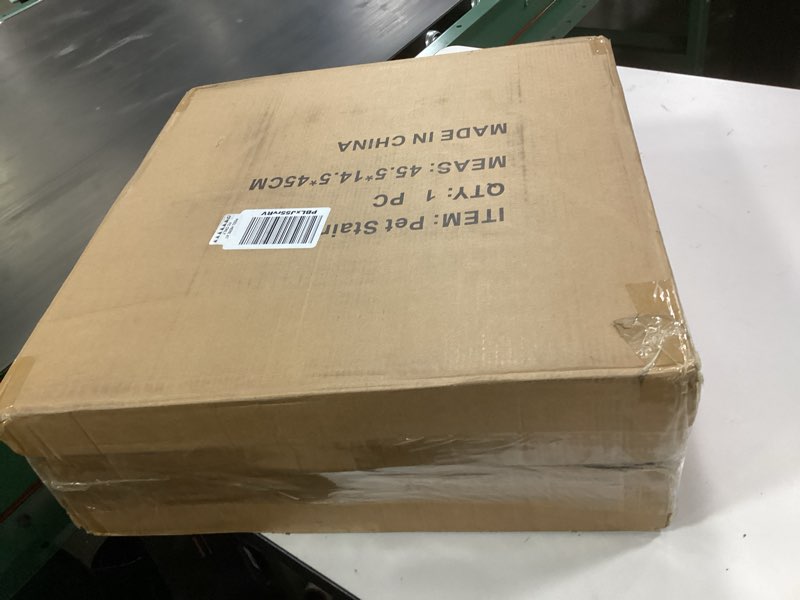 ITEM: Pet Stair
QTY: 1 PC
MEAS: 45.5*14.5*45CM
MADE IN CHINA